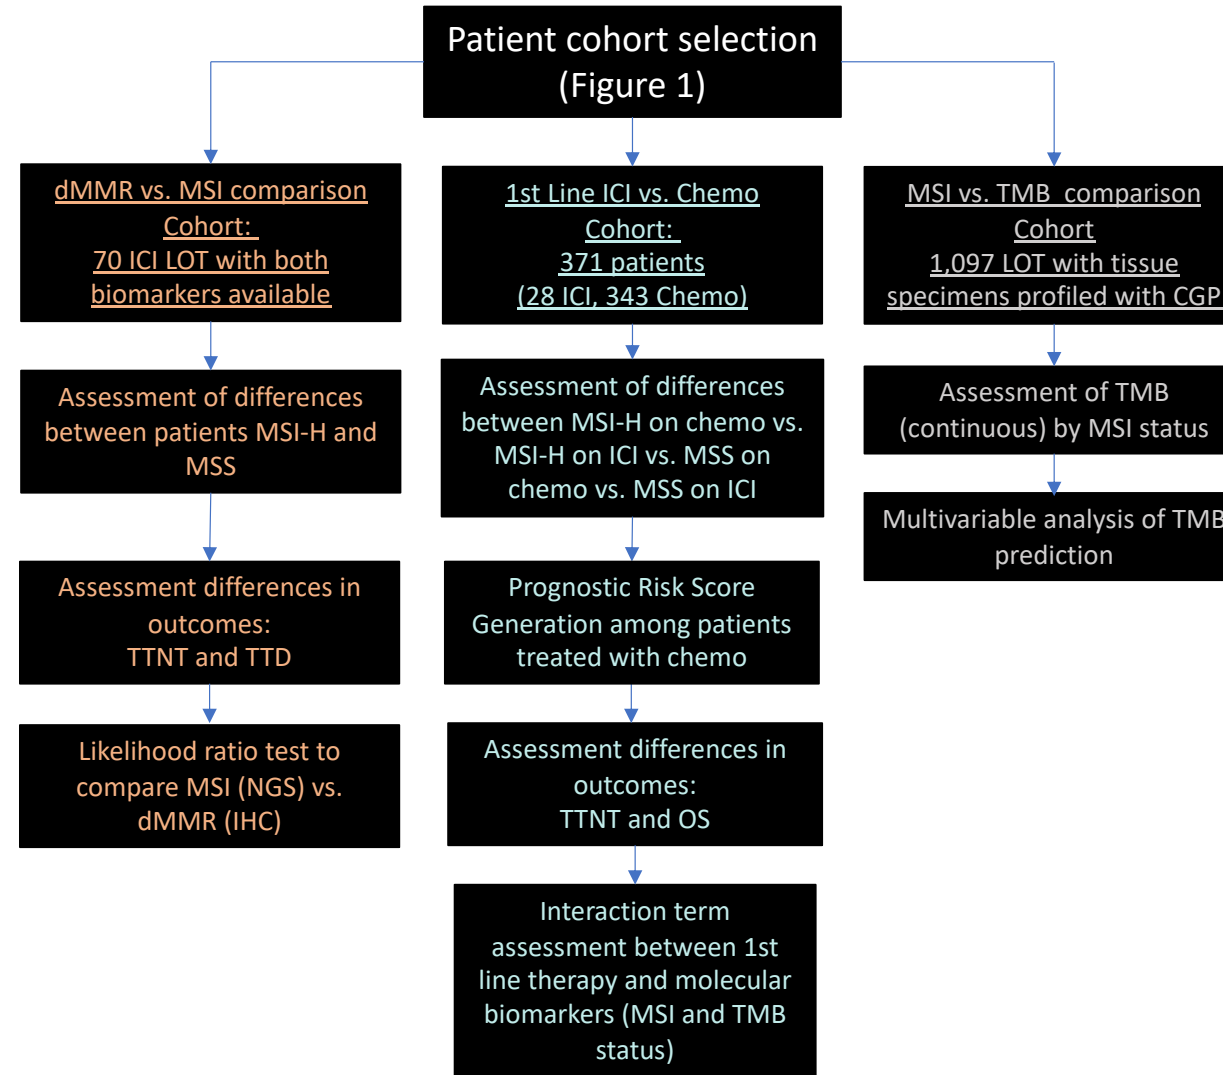 Patient cohort selection
(Figure 1)
dMMR vs. MSI comparison
Cohort:
70 ICI LOT with both
biomarkers available
Assessment of differences
between patients MSI-H and
MSS
Assessment differences in
outcomes:
TTNT and TTD
Likelihood ratio test to
compare MSI (NGS) vs.
dMMR (IHC)
1st Line ICI vs. Chemo
Cohort:
371 patients
(28 ICI, 343 Chemo)
Assessment of differences
between MSI-H on chemo vs.
MSI-H on ICI vs. MSS on
chemo vs. MSS on ICI
Prognostic Risk Score
Generation among patients
treated with chemo
Assessment differences in
outcomes:
TTNT and OS
Interaction term
assessment between 1st
line therapy and molecular
biomarkers (MSI and TMB
status)
MSI vs. TMB comparison
Cohort
1,097 LOT with tissue
specimens profiled with CGP
Assessment of TMB
(continuous) by MSI status
Multivariable analysis of TMB
prediction